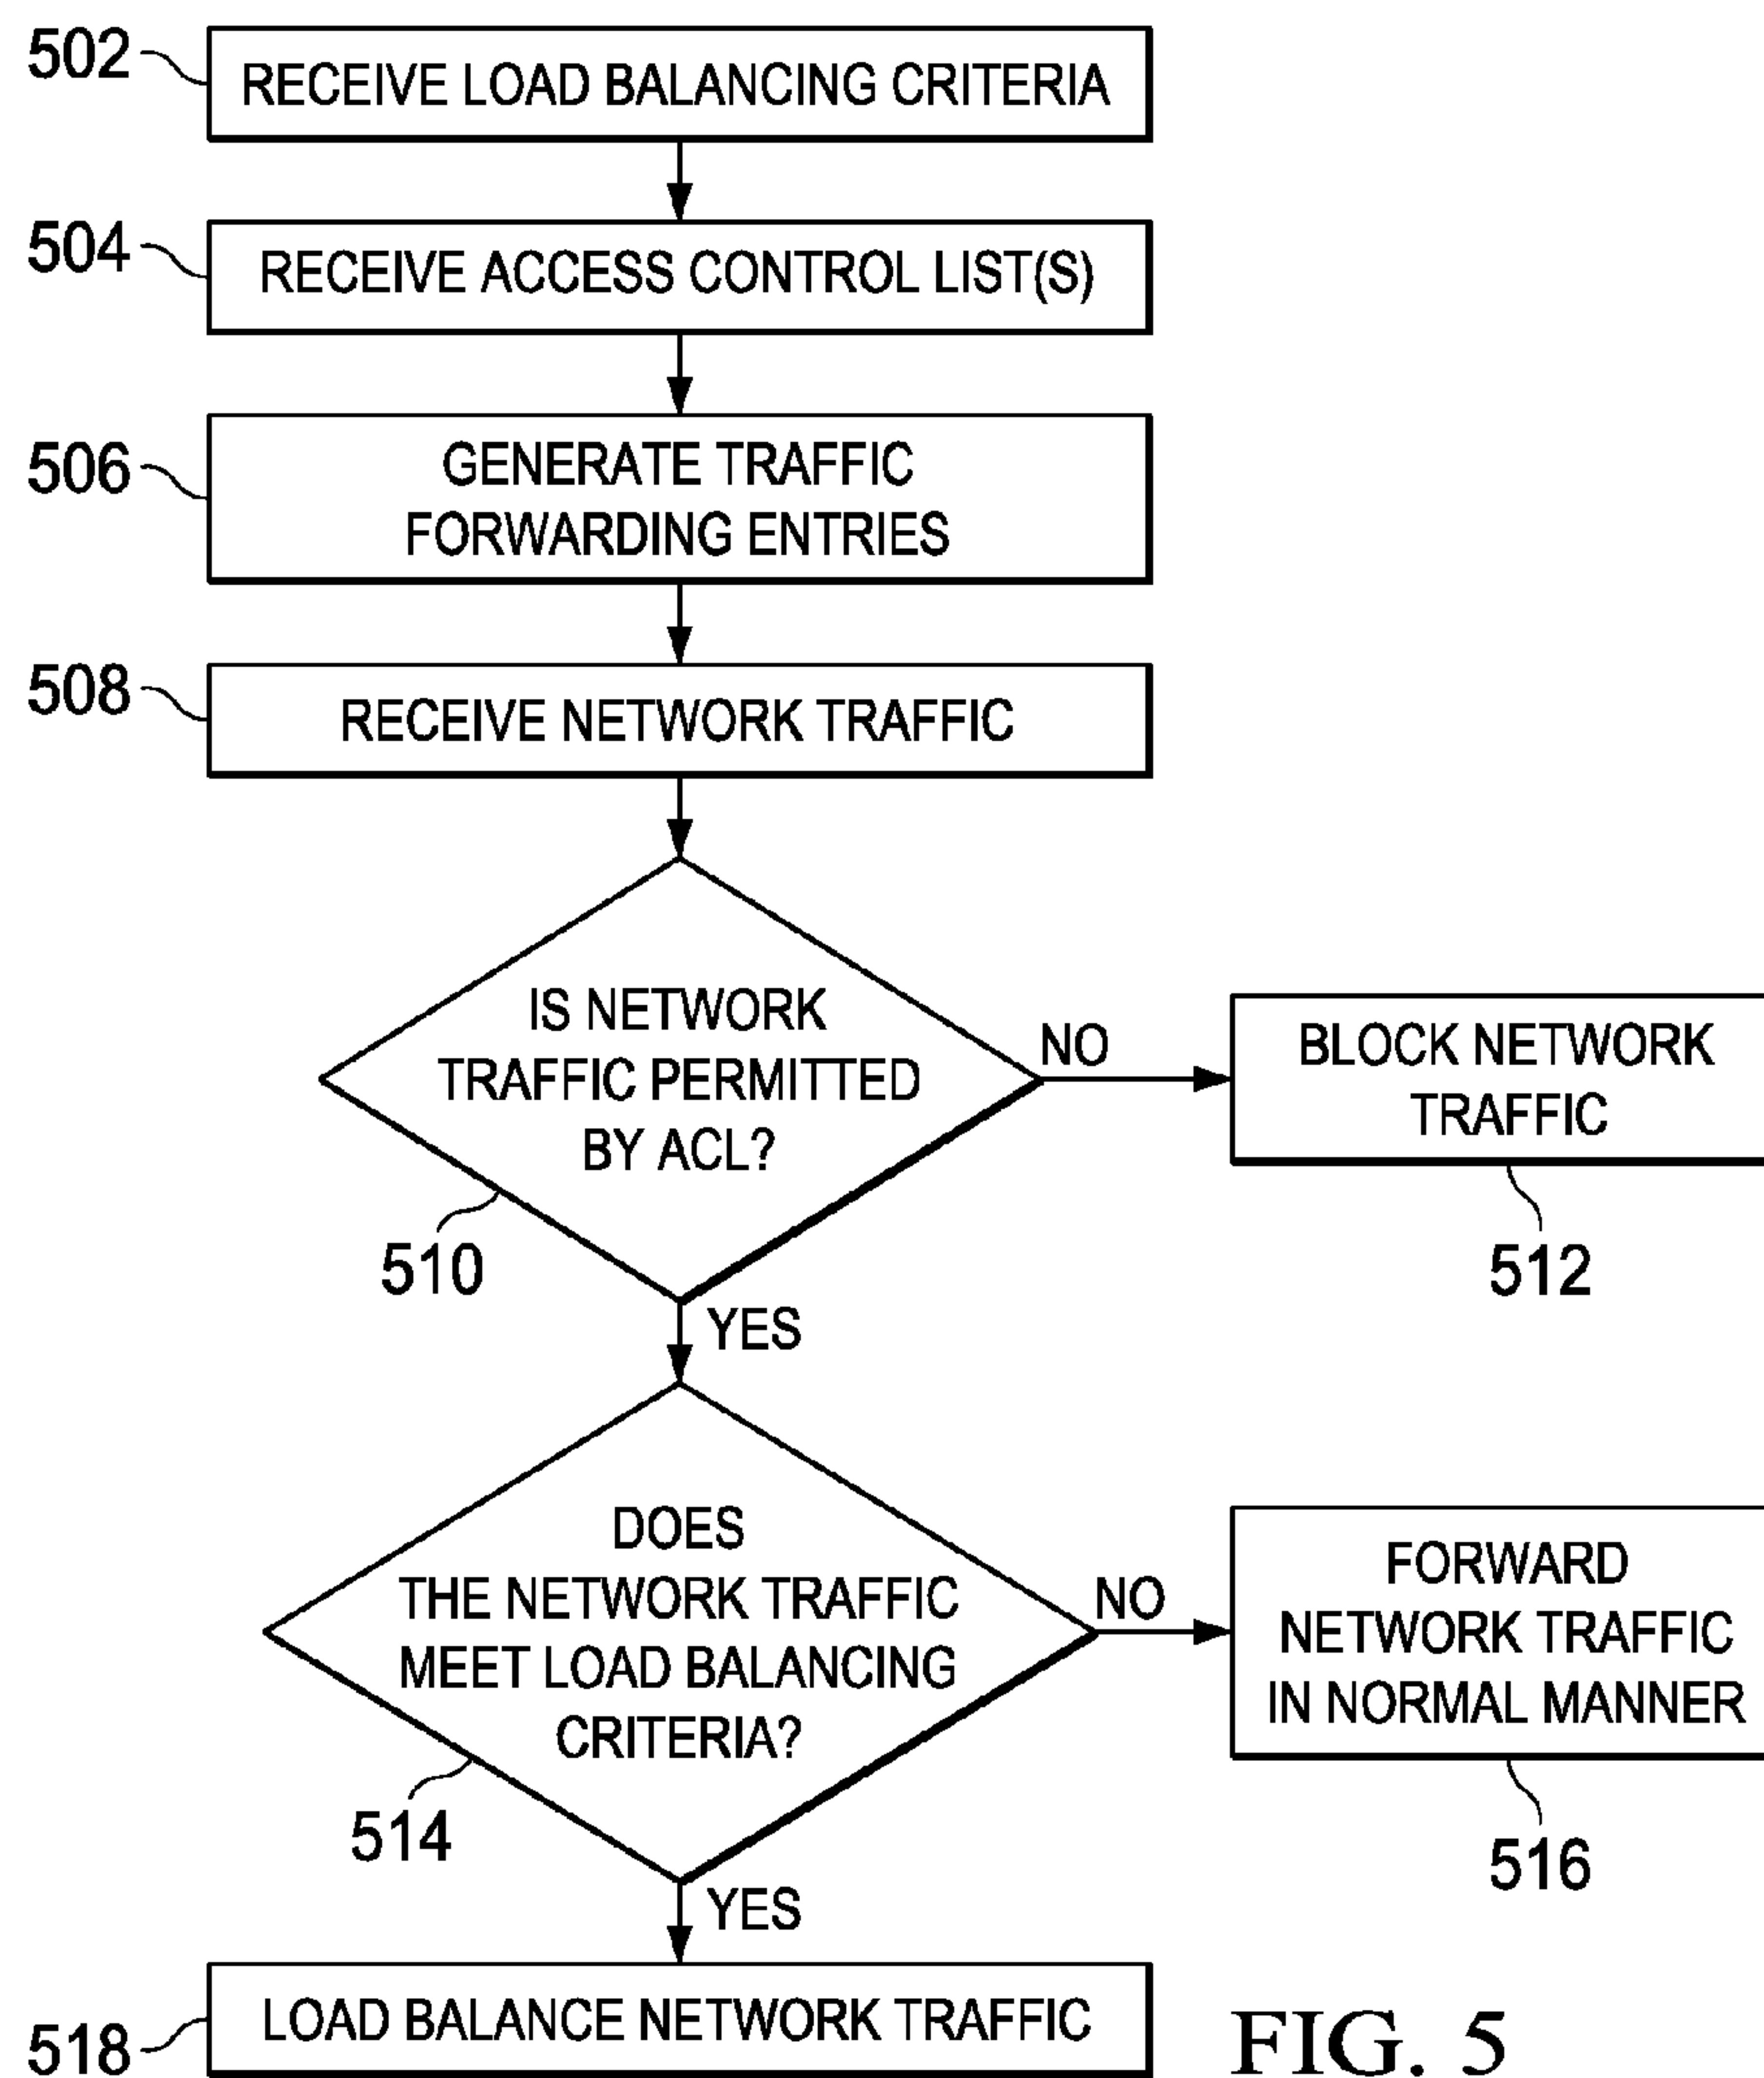 502
RECEIVE LOAD BALANCING CRITERIA
504
RECEIVE ACCESS CONTROL LIST(S)
506
GENERATE TRAFFIC
FORWARDING ENTRIES
508
RECEIVE NETWORK TRAFFIC
IS NETWORK
TRAFFIC PERMITTED
BY ACL?
510
NO
BLOCK NETWORK
TRAFFIC
512
YES
DOES
THE NETWORK TRAFFIC
MEET LOAD BALANCING
CRITERIA?
514
NO
FORWARD
NETWORK TRAFFIC
IN NORMAL MANNER
516
YES
518
LOAD BALANCE NETWORK TRAFFIC
FIG. 5